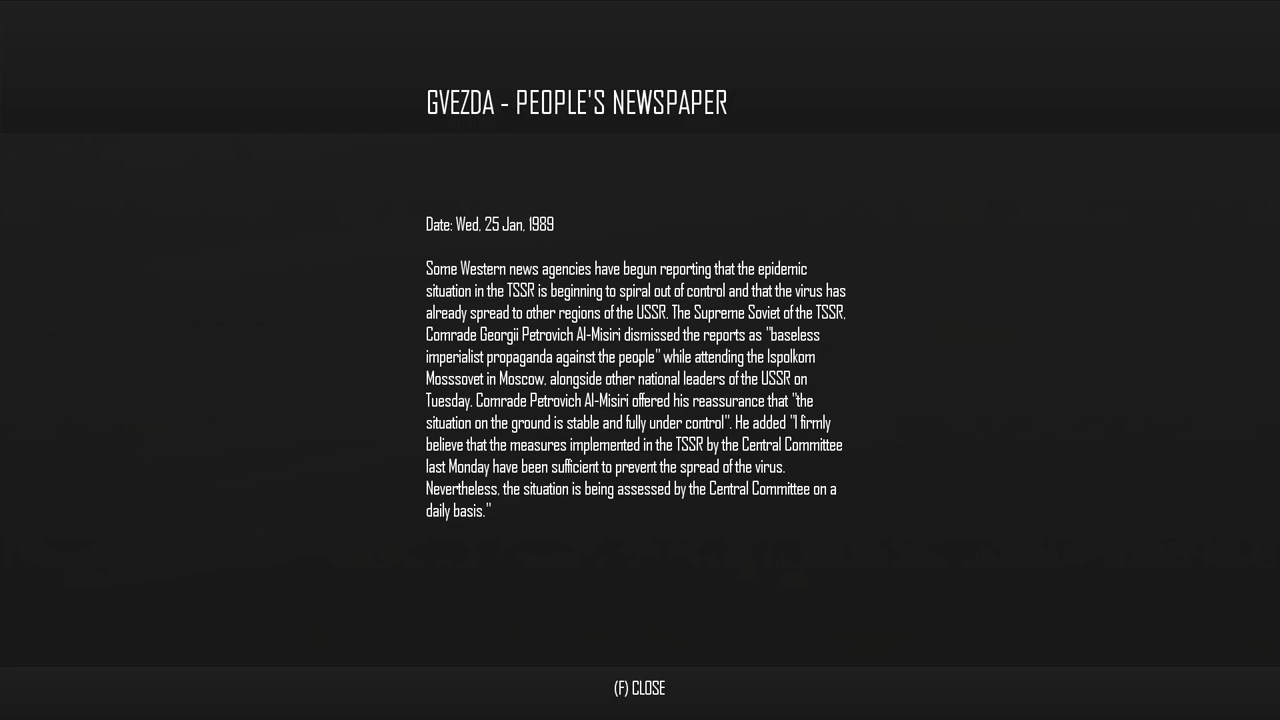 GVEZDA - PEOPLE'S NEWSPAPER
Date: Wed, 25 Jan, 1989
Some Western news agencies have begun reporting that the epidemic
situation in the TSSR is beginning to spiral out of control and that the virus has
already spread to other regions of the USSR. The Supreme Soviet of the TSSR,
Comrade Georgii Petrovich Al-Misiri dismissed the reports as "baseless
imperialist propaganda against the people" while attending the Ispolkom
Mosssovet in Moscow, alongside other national leaders of the USSR on
Tuesday. Comrade Petrovich Al-Misiri offered his reassurance that "the
situation on the ground is stable and fully under control". He added "I firmly
believe that the measures implemented in the TSSR by the Central Committee
last Monday have been sufficient to prevent the spread of the virus.
Nevertheless, the situation is being assessed by the Central Committee on a
daily basis."
(F) CLOSE